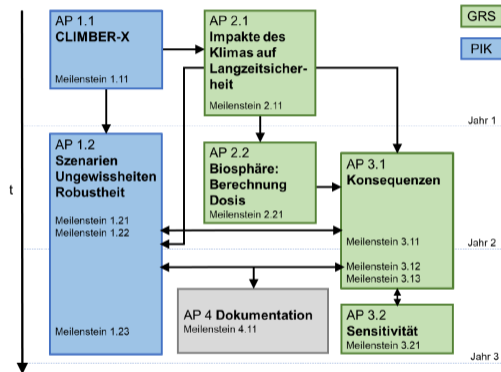 AP 1.1
CLIMBER-X
Meilenstein 1.11
AP 2.1
Impakte des
Klimas auf
Langzeitsicher-
heit
Meilenstein 2.11
GRS
PIK
Jahr 1
AP 1.2
Szenarien
Ungewissheiten
Robustheit
Meilenstein 1.21
Meilenstein 1.22
Meilenstein 1.23
AP 2.2
Biosphäre:
Berechnung
Dosis
Meilenstein 2.21
AP 3.1
Konsequenzen
Meilenstein 3.11
Meilenstein 3.12
Meilenstein 3.13
t
Jahr 2
AP 4 Dokumentation
Meilenstein 4.11
AP 3.2
Sensitivität
Meilenstein 3.21
Jahr 3